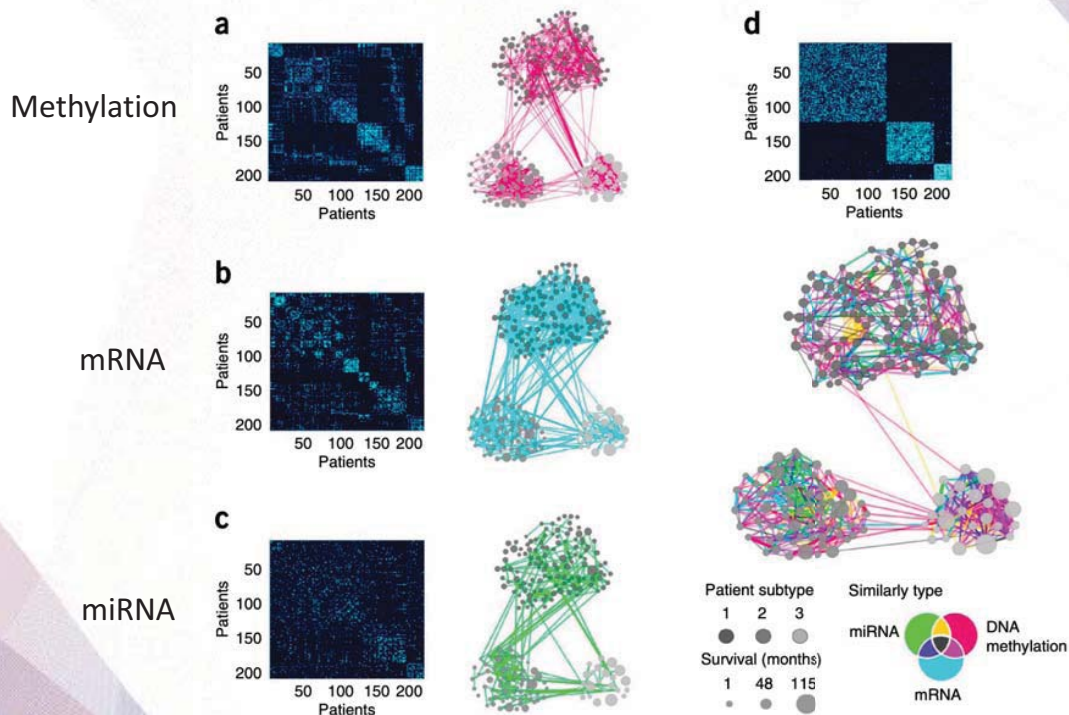 a
Methylation
Patients
50
100
150
200
50 100 150 200
Patients
b
mRNA
Patients
50
100
150
200
50 100 150 200
Patients
c
miRNA
Patients
50
100
150
200
50 100 150 200
Patients
d
Patients
50
100
150
200
50 100 150 200
Patients
Patient subtype
1 2 3
Survival (months)
1 48 115
Similarly type
miRNA
DNA
methylation
mRNA